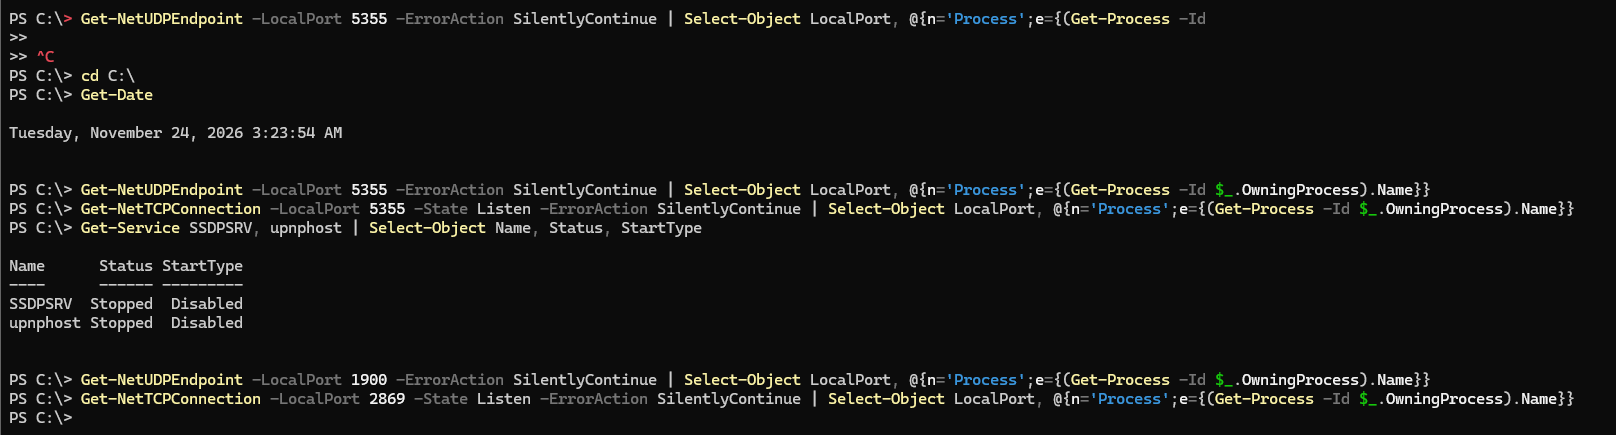 PS C:\> Get-NetUDPEndpoint -LocalPort 5355 -ErrorAction SilentlyContinue | Select-Object LocalPort, @{n='Process';e={(Get-Process -Id
>>
>> ^C
PS C:\> cd C:\
PS C:\> Get-Date
Tuesday, November 24, 2026 3:23:54 AM
PS C:\> Get-NetUDPEndpoint -LocalPort 5355 -ErrorAction SilentlyContinue | Select-Object LocalPort, @{n='Process';e={(Get-Process -Id $_.OwningProcess).Name}}
PS C:\> Get-NetTCPConnection -LocalPort 5355 -State Listen -ErrorAction SilentlyContinue | Select-Object LocalPort, @{n='Process';e={(Get-Process -Id $_.OwningProcess).Name}}
PS C:\> Get-Service SSDPSRV, upnphost | Select-Object Name, Status, StartType
Name      Status StartType
----      ------ ---------
SSDPSRV  Stopped  Disabled
upnphost Stopped  Disabled
PS C:\> Get-NetUDPEndpoint -LocalPort 1900 -ErrorAction SilentlyContinue | Select-Object LocalPort, @{n='Process';e={(Get-Process -Id $_.OwningProcess).Name}}
PS C:\> Get-NetTCPConnection -LocalPort 2869 -State Listen -ErrorAction SilentlyContinue | Select-Object LocalPort, @{n='Process';e={(Get-Process -Id $_.OwningProcess).Name}}
PS C:\>